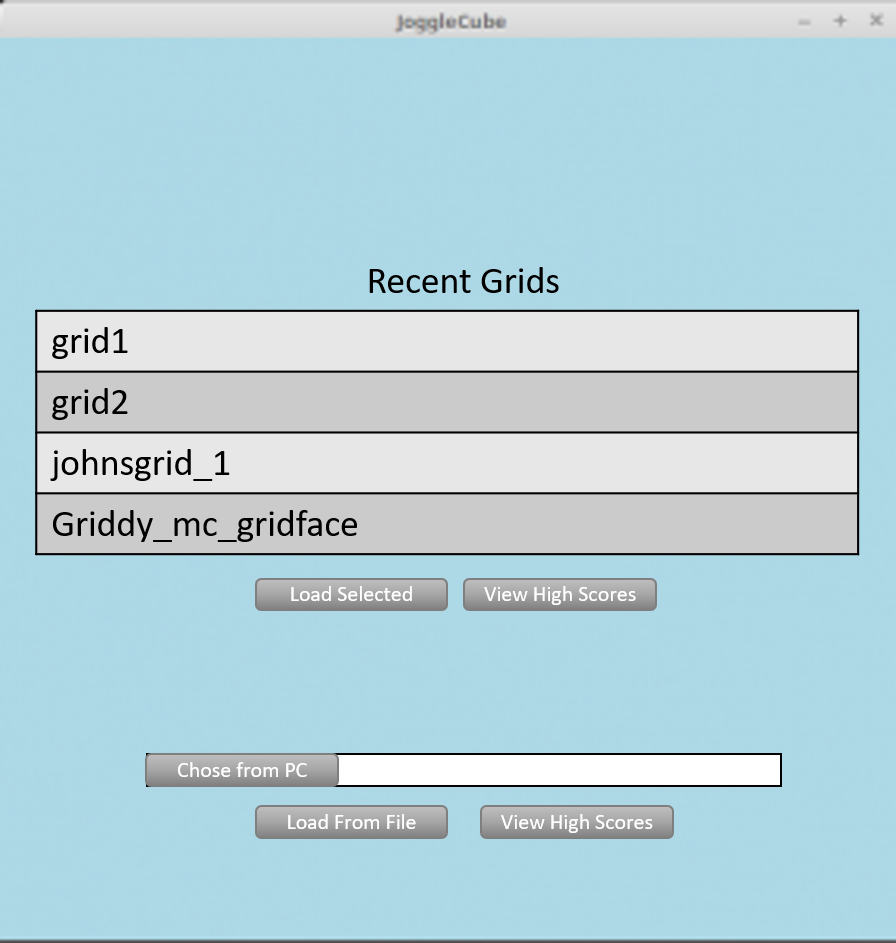 JoggleCube
Recent Grids
grid1
grid2
johnsgrid_1
Griddy_mc_gridface
Load Selected View High Scores
Chose from PC
Load From File View High Scores